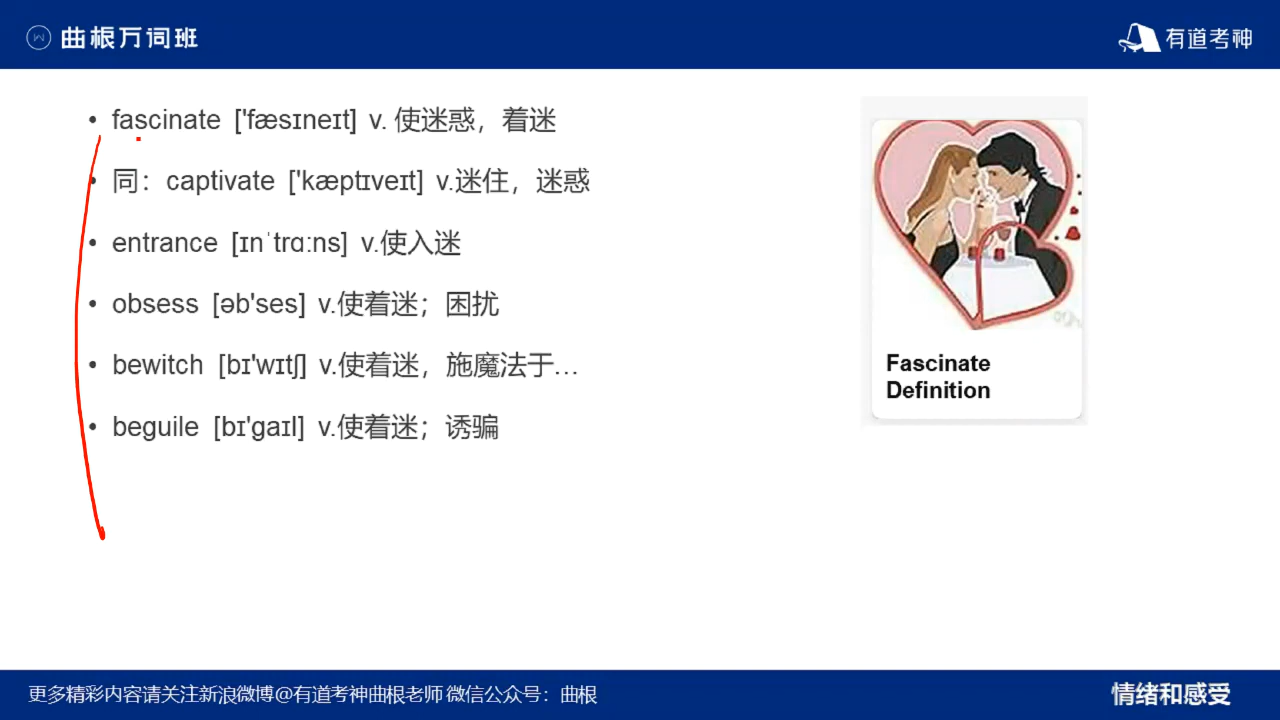 曲根万词班
有道考神
• fascinate ['fæsɪneɪt] v. 使迷惑，着迷
• 同：captivate ['kæptɪveɪt] v.迷住，迷惑
• entrance [ɪnˈtrɑːns] v.使入迷
• obsess [əb'ses] v.使着迷；困扰
• bewitch [bɪ'wɪtʃ] v.使着迷，施魔法于…
• beguile [bɪ'gaɪl] v.使着迷；诱骗
Fascinate
Definition
更多精彩内容请关注新浪微博@有道考神曲根老师 微信公众号：曲根
情绪和感受